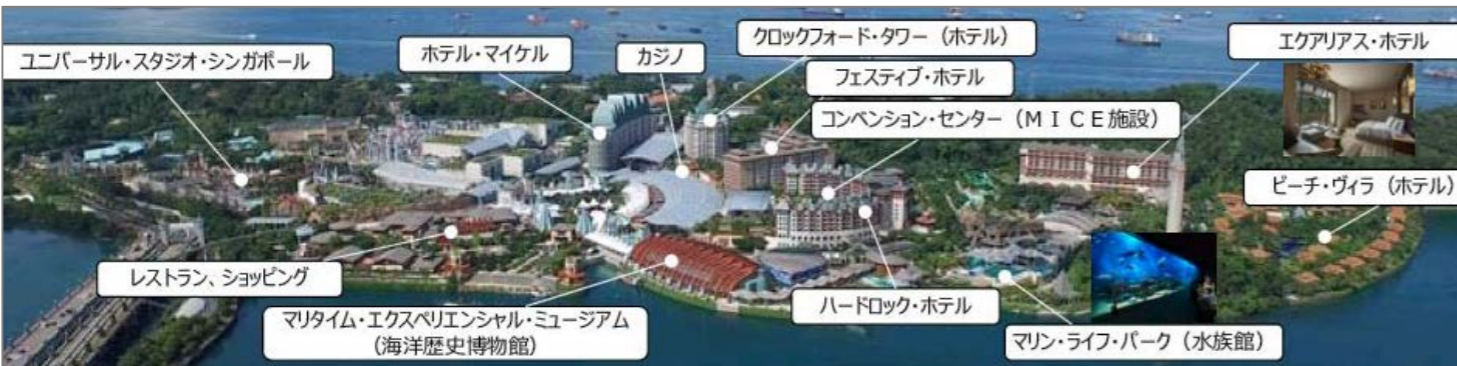 ユニバーサル・スタジオ・シンガポール
ホテル・マイケル
カジノ
クロックフォード・タワー（ホテル）
フェスティブ・ホテル
コンベンション・センター（ＭＩＣＥ施設）
エクアリアス・ホテル
ビーチ・ヴィラ（ホテル）
レストラン、ショッピング
マリタイム・エクスペリエンシャル・ミュージアム
（海洋歴史博物館）
ハードロック・ホテル
マリン・ライフ・パーク（水族館）